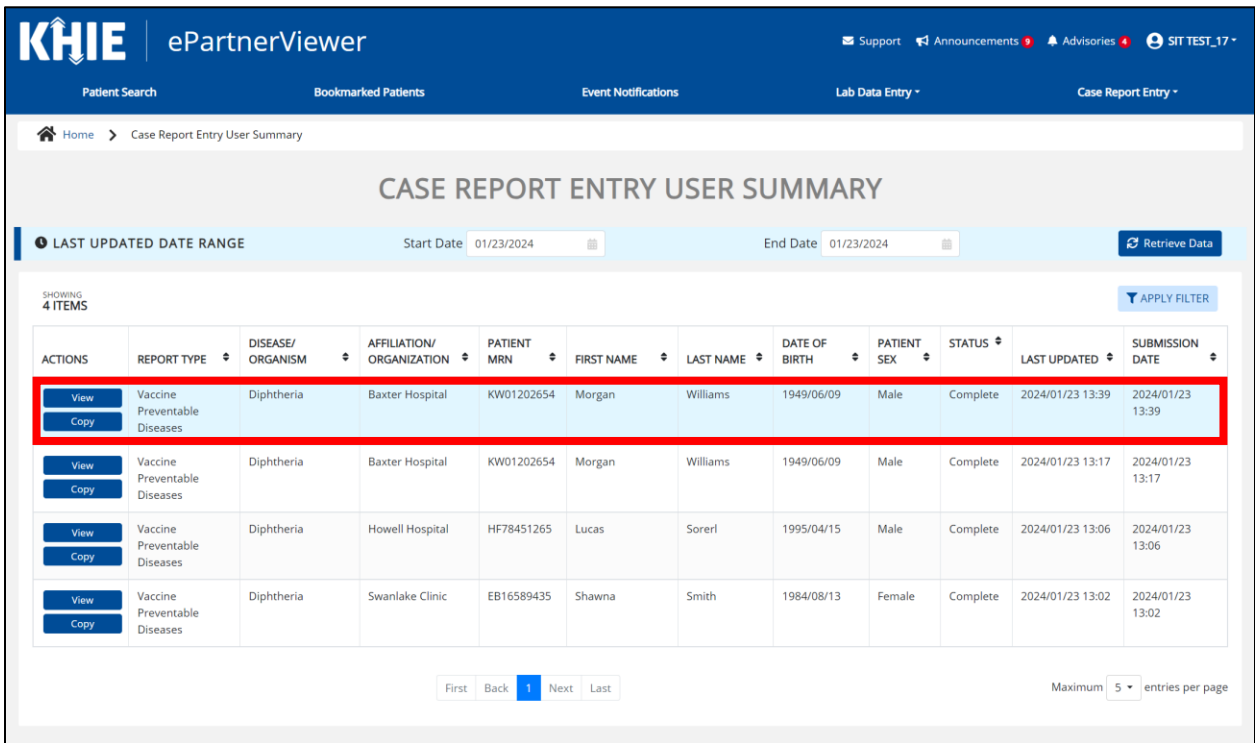 KHIE ePartnerViewer
Support Announcements 9 Advisories 4 SIT TEST_17
Patient Search Bookmarked Patients Event Notifications Lab Data Entry Case Report Entry
Home Case Report Entry User Summary
CASE REPORT ENTRY USER SUMMARY
LAST UPDATED DATE RANGE Start Date 01/23/2024 End Date 01/23/2024 Retrieve Data
SHOWING
4 ITEMS
APPLY FILTER
ACTIONS REPORT TYPE DISEASE/ ORGANISM AFFILIATION/ ORGANIZATION PATIENT MRN FIRST NAME LAST NAME DATE OF BIRTH PATIENT SEX STATUS LAST UPDATED SUBMISSION DATE
View Vaccine Diphtheria Baxter Hospital KW01202654 Morgan Williams 1949/06/09 Male Complete 2024/01/23 13:39 2024/01/23
Preventable 13:39
Copy Diseases
View Vaccine Diphtheria Baxter Hospital KW01202654 Morgan Williams 1949/06/09 Male Complete 2024/01/23 13:17 2024/01/23
Preventable 13:17
Copy Diseases
View Vaccine Diphtheria Howell Hospital HF78451265 Lucas Sorerl 1995/04/15 Male Complete 2024/01/23 13:06 2024/01/23
Preventable 13:06
Copy Diseases
View Vaccine Diphtheria Swanlake Clinic EB16589435 Shawna Smith 1984/08/13 Female Complete 2024/01/23 13:02 2024/01/23
Preventable 13:02
Copy Diseases
First Back 1 Next Last
Maximum 5 entries per page